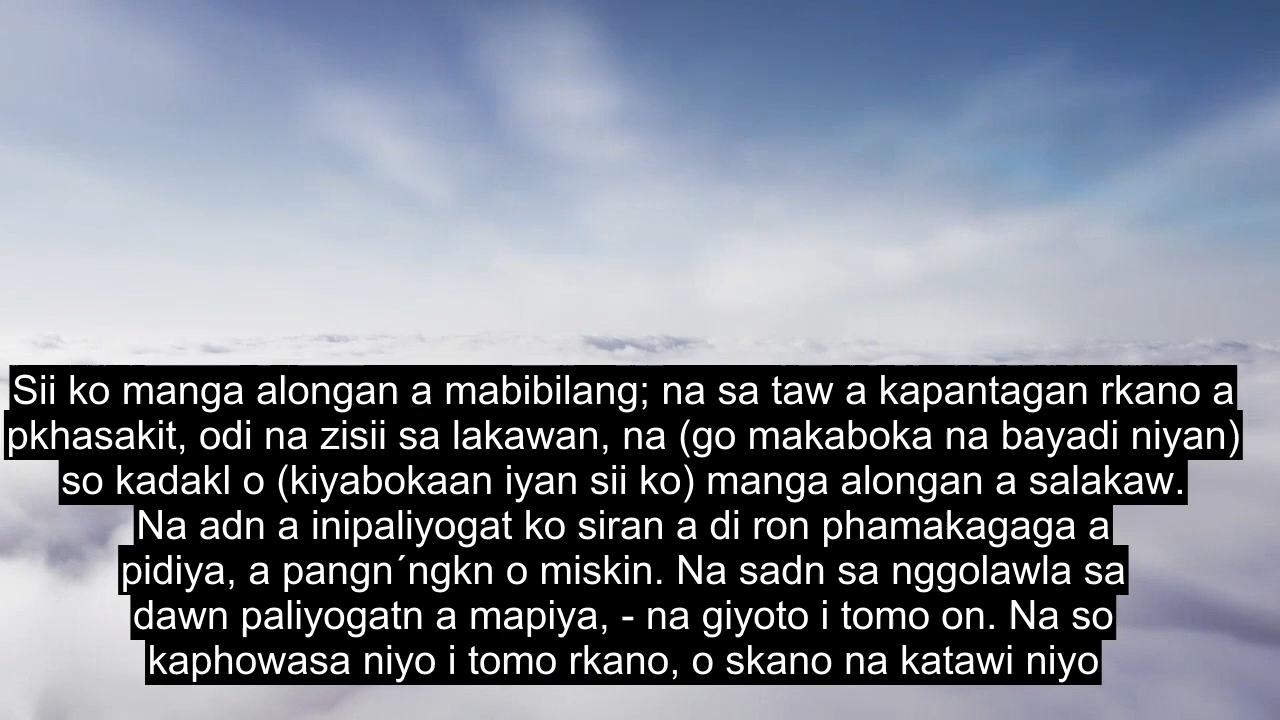 Sii ko manga alongan a mabibilang; na sa taw a kapantagan rkano a
pkhasakit, odi na zisii sa lakawan, na (go makaboka na bayadi niyan)
so kadakl o (kiyabokaan iyan sii ko) manga alongan a salakaw.
Na adn a inipaliyogat ko siran a di ron phamakagaga a
pidiya, a pangn´ngkn o miskin. Na sadn sa nggolawla sa
dawn paliyogatn a mapiya, - na giyoto i tomo on. Na so
kaphowasa niyo i tomo rkano, o skano na katawi niyo